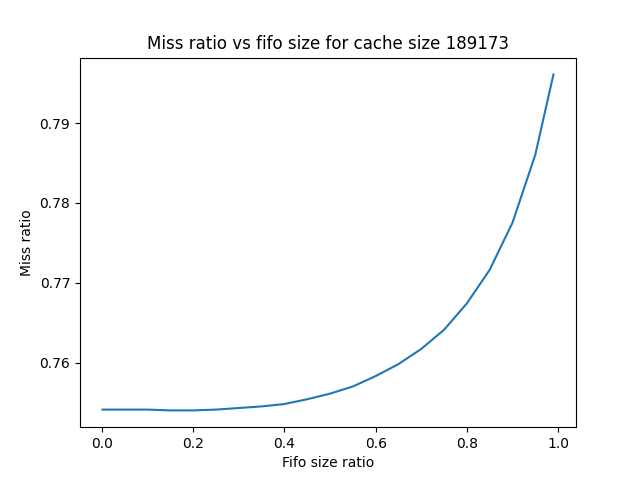 Miss ratio vs fifo size for cache size 189173
0.79
0.78
0.77
0.76
Miss ratio
0.0 0.2 0.4 0.6 0.8 1.0
Fifo size ratio